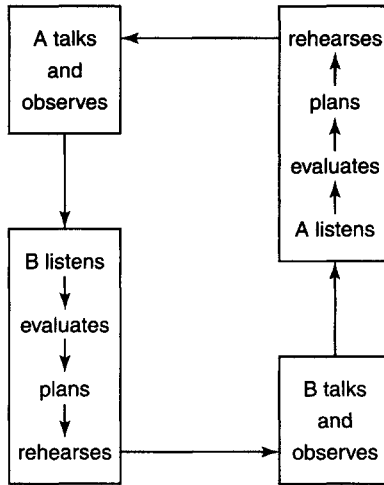 A talks
and
observes
B listens
evaluates
plans
rehearses
B talks
and
observes
rehearses
plans
evaluates
A listens